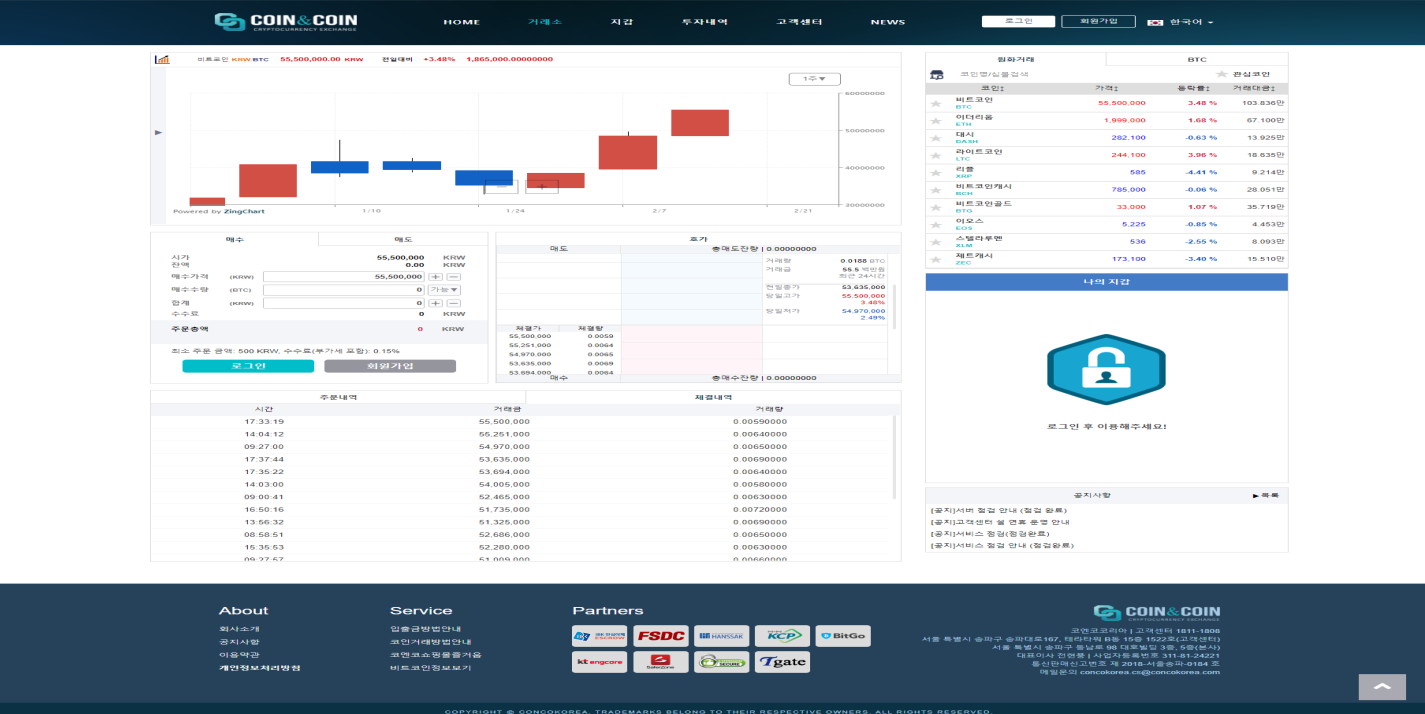 COIN&COIN
CRYPTOCURRENCY EXCHANGE
HOME 거래소 지갑 투자내역 고객센터 NEWS
로그인 회원가입 한국어
비트코인 KRW-BTC 55,500,000.00 KRW 전일대비 +3.48% 1,865,000.00000000
1주▼
60000000
50000000
40000000
30000000
Powered by ZingChart
1/10 1/24 2/7 2/21
매수 매도
시가 55,500,000 KRW
잔액 0.00 KRW
매수가격 (KRW) 55,500,000 + −
매수수량 (BTC) 0 가능▼
합계 (KRW) 0 + −
수수료 0 KRW
주문총액 0 KRW
최소 주문 금액: 500 KRW, 수수료(부가세 포함): 0.15%
로그인 회원가입
호가
매도 총매도잔량 | 0.00000000
거래량 0.0188 BTC
거래금 55.5 백만원
최근 24시간
전일종가 53,635,000
당일고가 55,500,000
3.48%
당일저가 54,970,000
2.49%
체결가 체결량
55,500,000 0.0059
55,251,000 0.0064
54,970,000 0.0065
53,635,000 0.0069
53,694,000 0.0064
매수 총매수잔량 | 0.00000000
주문내역 체결내역
시간 거래금 거래량
17:33:19 55,500,000 0.00590000
14:04:12 55,251,000 0.00640000
09:27:00 54,970,000 0.00650000
17:37:44 53,635,000 0.00690000
17:35:22 53,694,000 0.00640000
14:03:00 54,005,000 0.00580000
09:00:41 52,465,000 0.00630000
16:50:16 51,735,000 0.00720000
13:56:32 51,325,000 0.00690000
08:58:51 52,686,000 0.00650000
15:35:53 52,280,000 0.00630000
09:27:57 51,009,000 0.00660000
원화거래 BTC
코인명/심볼검색 관심코인
코인↕ 가격↕ 등락률↕ 거래대금↕
비트코인 55,500,000 3.48 % 103.836만
BTC
이더리움 1,999,000 1.68 % 67.100만
ETH
대시 282,100 -0.63 % 13.925만
DASH
라이트코인 244,100 3.96 % 18.635만
LTC
리플 585 -4.41 % 9.214만
XRP
비트코인캐시 785,000 -0.06 % 28.051만
BCH
비트코인골드 33,000 1.07 % 35.719만
BTG
이오스 5,225 -0.85 % 4.453만
EOS
스텔라루멘 536 -2.55 % 8.093만
XLM
제트캐시 173,100 -3.40 % 15.510만
ZEC
나의 지갑
로그인 후 이용해주세요!
공지사항 ▶목록
[공지]서버 점검 안내 (점검 완료)
[공지]고객센터 설 연휴 운영 안내
[공지]서비스 점검(점검완료)
[공지]서비스 점검 안내 (점검완료)
About
회사소개
공지사항
이용약관
개인정보처리방침
Service
입출금방법안내
코인거래방법안내
코엔코쇼핑몰즐겨움
비트코인정보보기
Partners
FSDC
HANSSAK
KCP
BitGo
kt engcore
Saferzone
SECURE
Tgate
COIN&COIN
CRYPTOCURRENCY EXCHANGE
코엔코코리아 | 고객센터 1811-1808
서울 특별시 송파구 송파대로167, 테라타워 B동 15층 1522호(고객센터)
서울 특별시 송파구 동남로 98 대호빌딩 3층, 5층(본사)
대표이사 전현풍 | 사업자등록번호 311-81-24221
통신판매신고번호 제 2018-서울송파-0184 호
메일문의 concokorea.cs@concokorea.com
COPYRIGHT @ CONCOKOREA. TRADEMARKS BELONG TO THEIR RESPECTIVE OWNERS. ALL RIGHTS RESERVED.